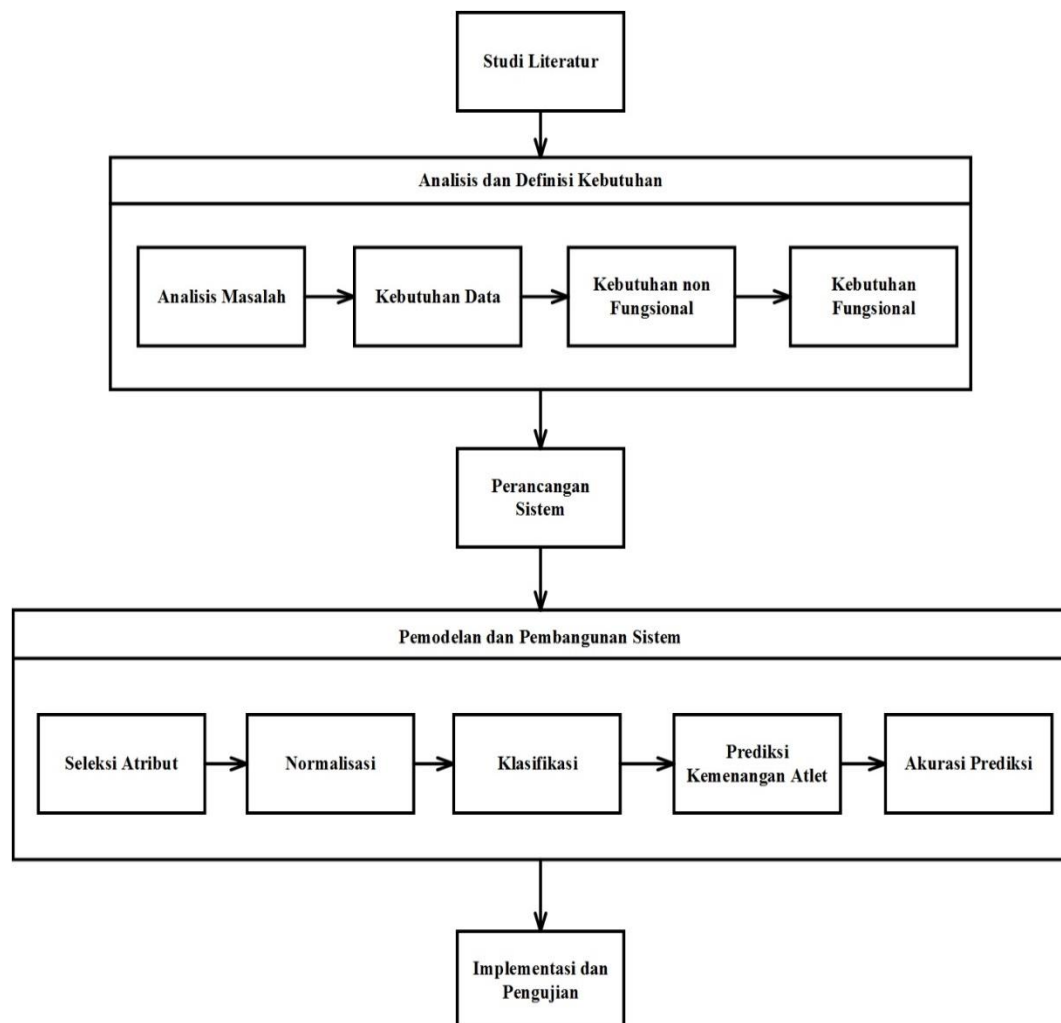 Studi Literatur
Analisis dan Definisi Kebutuhan
Analisis Masalah
Kebutuhan Data
Kebutuhan non
Fungsional
Kebutuhan
Fungsional
Perancangan
Sistem
Pemodelan dan Pembangunan Sistem
Seleksi Atribut
Normalisasi
Klasifikasi
Prediksi
Kemenangan Atlet
Akurasi Prediksi
Implementasi dan
Pengujian